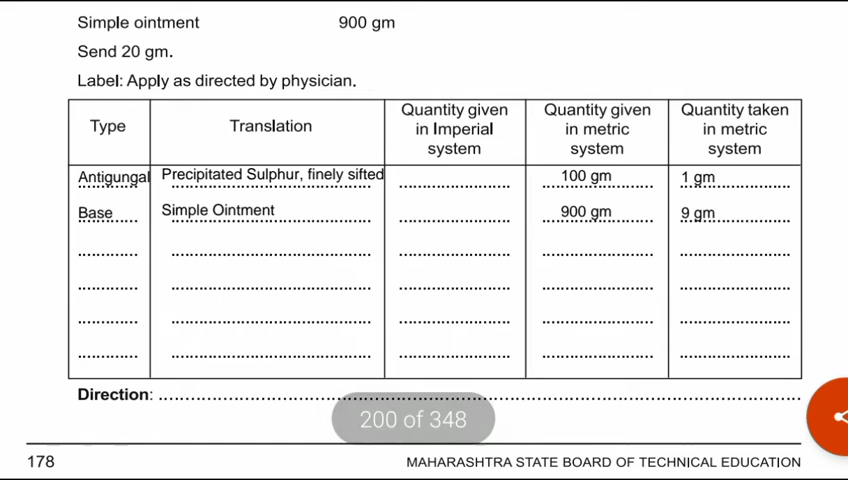 Simple ointment 900 gm
Send 20 gm.
Label: Apply as directed by physician.
Type Translation Quantity given in Imperial system Quantity given in metric system Quantity taken in metric system
Antigungal Precipitated Sulphur, finely sifted 100 gm 1 gm
Base Simple Ointment 900 gm 9 gm
Direction:
200 of 348
178 MAHARASHTRA STATE BOARD OF TECHNICAL EDUCATION